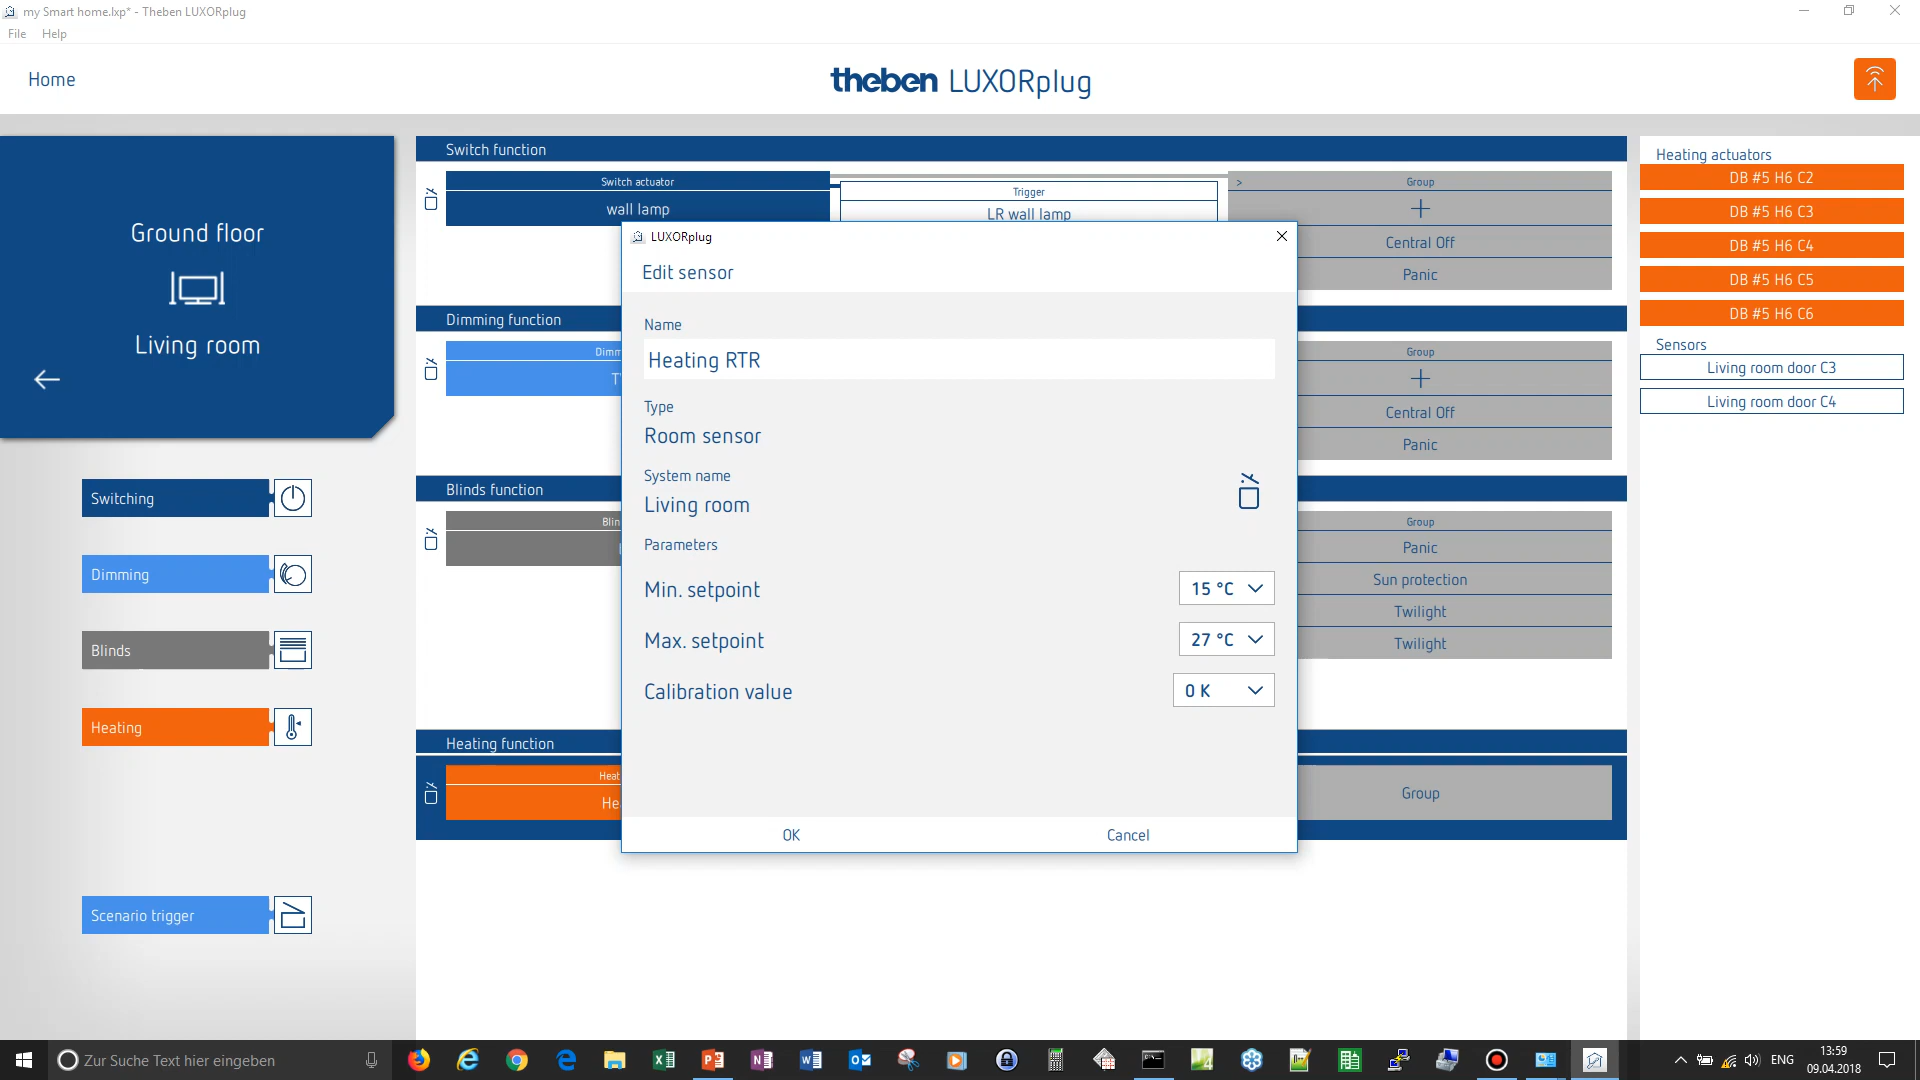 my Smart home.lxp* - Theben LUXORplug
File Help
Home
theben LUXORplug
Ground floor
Living room
Switching
Dimming
Blinds
Heating
Scenario trigger
Switch function
Switch actuator
wall lamp
Trigger
LR wall lamp
> Group
Central Off
Panic
Dimming function
Group
Central Off
Panic
Blinds function
Group
Panic
Sun protection
Twilight
Twilight
Heating function
Group
LUXORplug
Edit sensor
Name
Heating RTR
Type
Room sensor
System name
Living room
Parameters
Min. setpoint 15 °C
Max. setpoint 27 °C
Calibration value 0 K
OK Cancel
Heating actuators
DB #5 H6 C2
DB #5 H6 C3
DB #5 H6 C4
DB #5 H6 C5
DB #5 H6 C6
Sensors
Living room door C3
Living room door C4
Zur Suche Text hier eingeben
ENG
13:59
09.04.2018